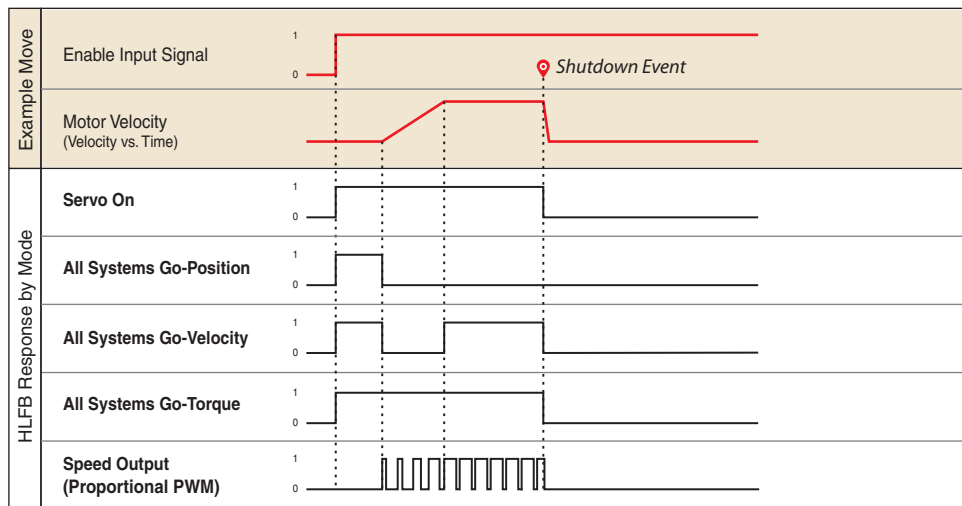 Example Move
Enable Input Signal
1
0
Shutdown Event
Motor Velocity
(Velocity vs. Time)
HLFB Response by Mode
Servo On
1
0
All Systems Go-Position
1
0
All Systems Go-Velocity
1
0
All Systems Go-Torque
1
0
Speed Output
(Proportional PWM)
1
0